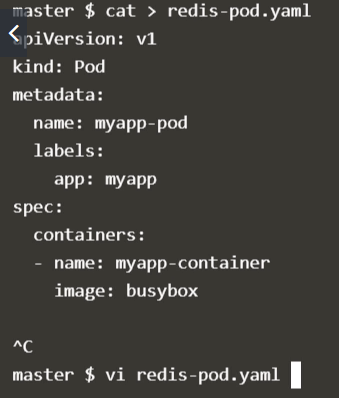 master $ cat > redis-pod.yaml
apiVersion: v1
kind: Pod
metadata:
  name: myapp-pod
  labels:
    app: myapp
spec:
  containers:
  - name: myapp-container
    image: busybox
^C
master $ vi redis-pod.yaml